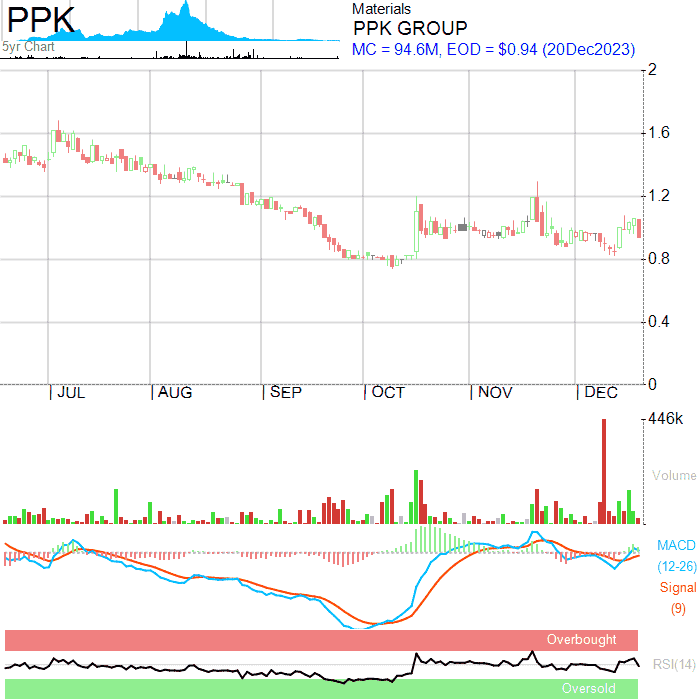 PPK
5yr Chart
Materials
PPK GROUP
MC = 94.6M, EOD = $0.94 (20Dec2023)
2
1.6
1.2
0.8
0.4
0
JUL
AUG
SEP
OCT
NOV
DEC
446k
Volume
MACD
(12-26)
Signal
(9)
Overbought
RSI(14)
Oversold